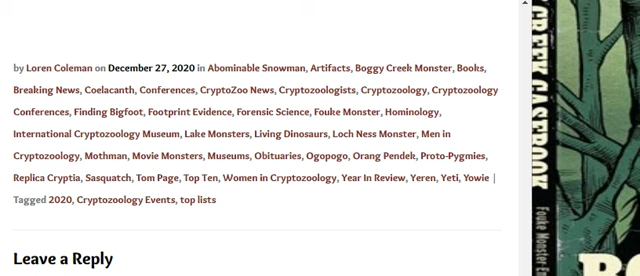 by Loren Coleman on December 27, 2020 in Abominable Snowman, Artifacts, Boggy Creek Monster, Books,
Breaking News, Coelacanth, Conferences, CryptoZoo News, Cryptozoologists, Cryptozoology, Cryptozoology
Conferences, Finding Bigfoot, Footprint Evidence, Forensic Science, Fouke Monster, Hominology,
International Cryptozoology Museum, Lake Monsters, Living Dinosaurs, Loch Ness Monster, Men in
Cryptozoology, Mothman, Movie Monsters, Museums, Obituaries, Ogopogo, Orang Pendek, Proto-Pygmies,
Replica Cryptia, Sasquatch, Tom Page, Top Ten, Women in Cryptozoology, Year In Review, Yeren, Yeti, Yowie |
Tagged 2020, Cryptozoology Events, top lists
Leave a Reply
CREEK CASEBOOK
Fouke Monster